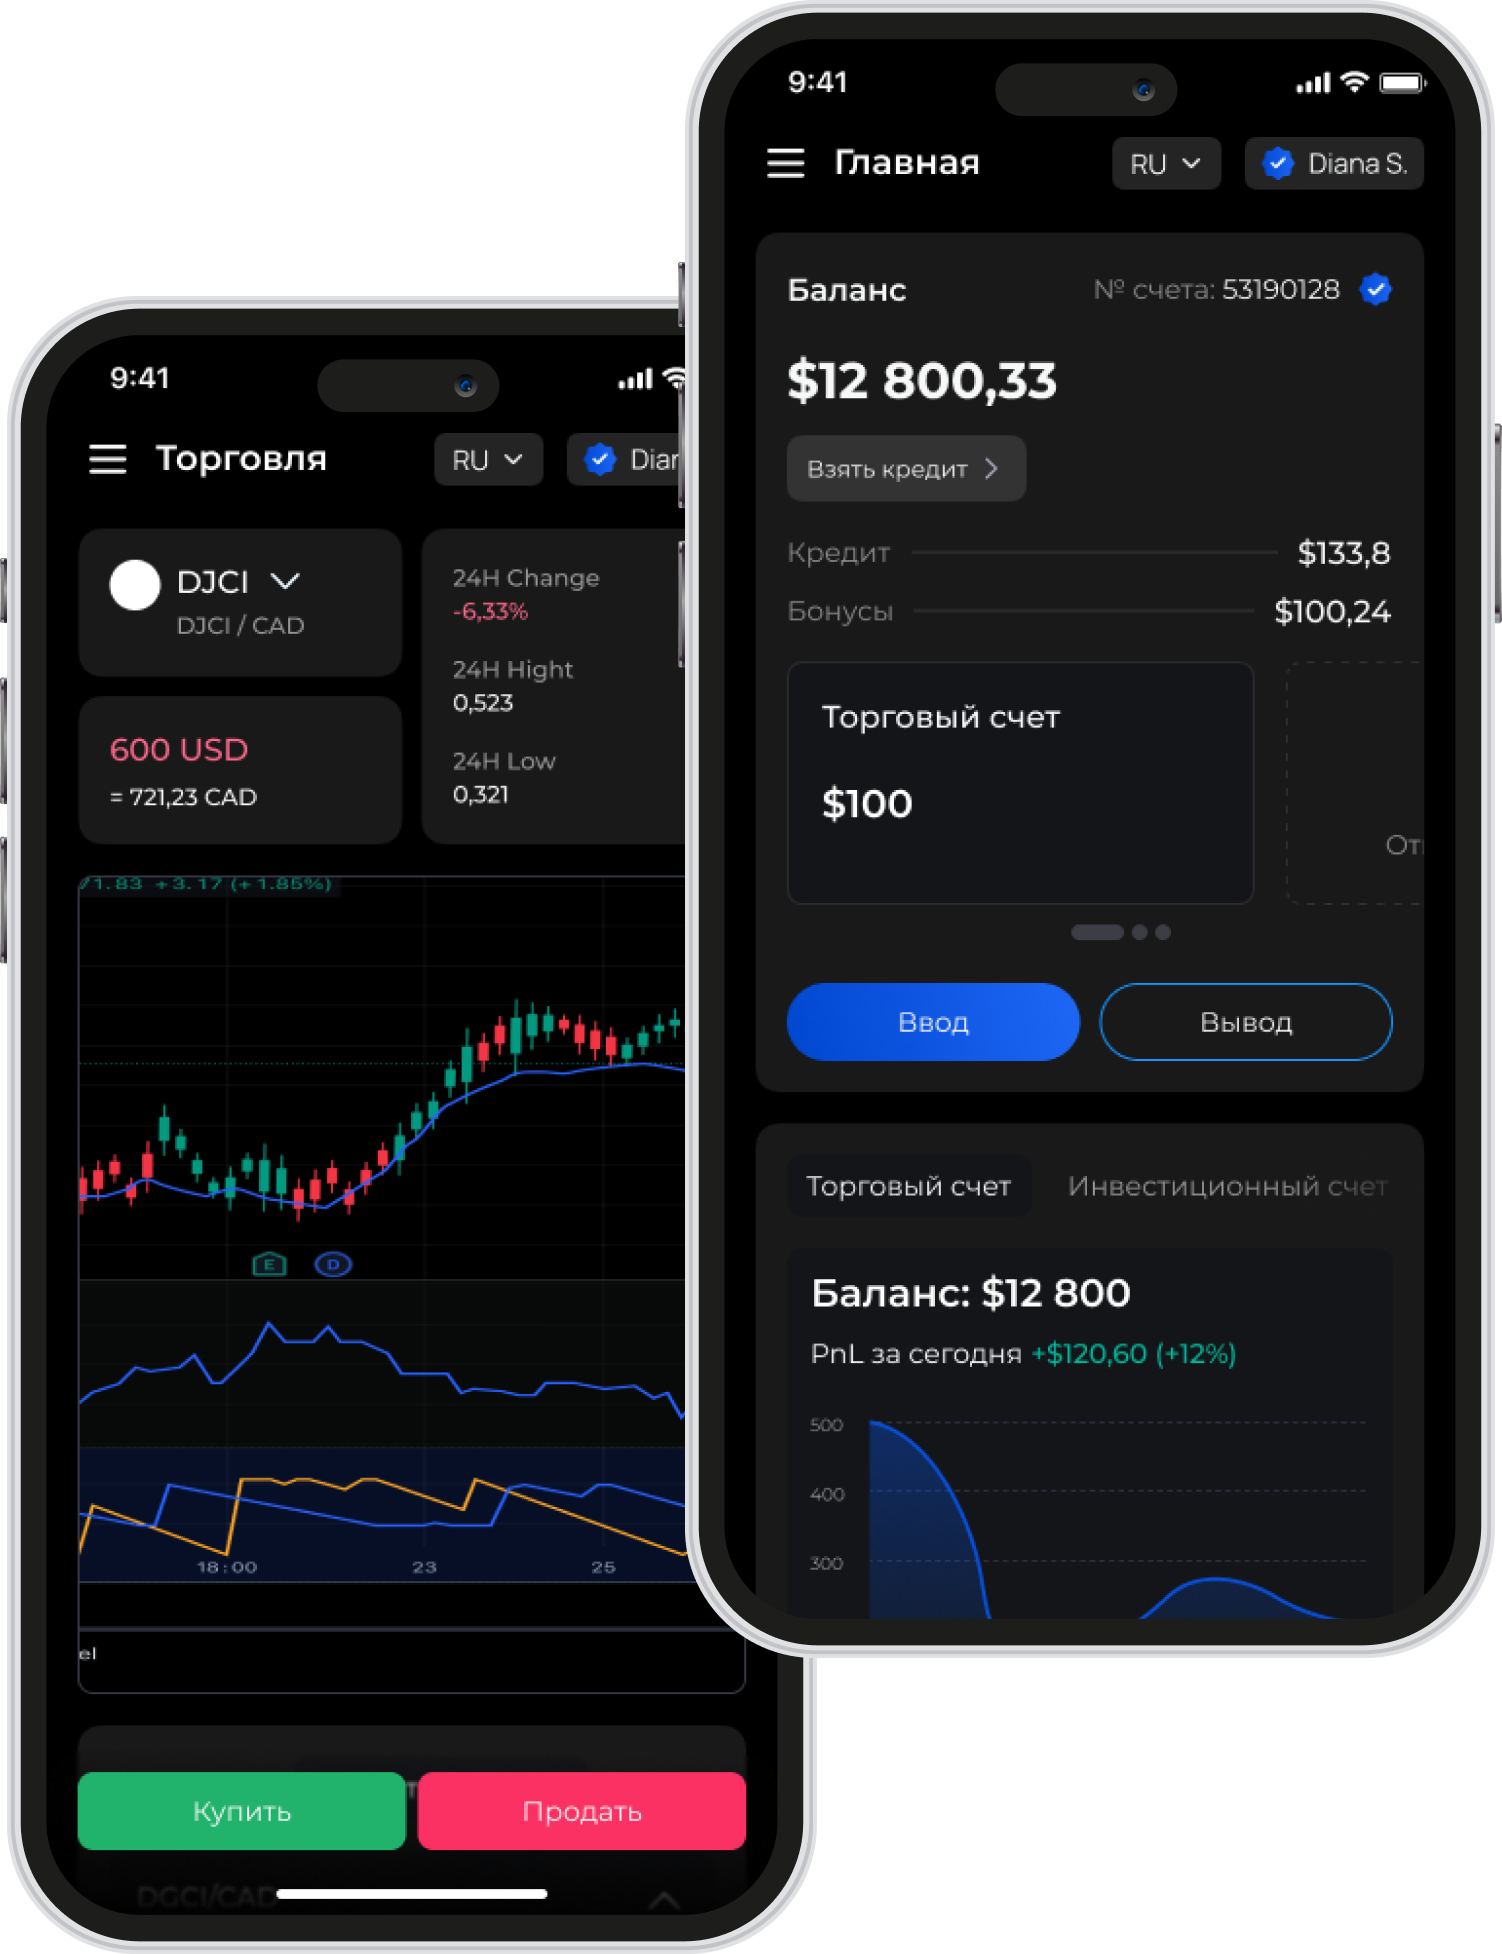 9:41
Торговля
RU
DJCI
DJCI / CAD
600 USD
= 721,23 CAD
24H Change
-6,33%
24H Hight
0,523
24H Low
0,321
71.83 +3.17 (+1.85%)
E
D
18:00
23
25
el
Купить
Продать
DGCI/CAD
9:41
Главная
RU
Diana S.
Баланс
№ счета: 53190128
$12 800,33
Взять кредит
Кредит
$133,8
Бонусы
$100,24
Торговый счет
$100
Ввод
Вывод
Торговый счет
Инвестиционный счет
Баланс: $12 800
PnL за сегодня +$120,60 (+12%)
500
400
300